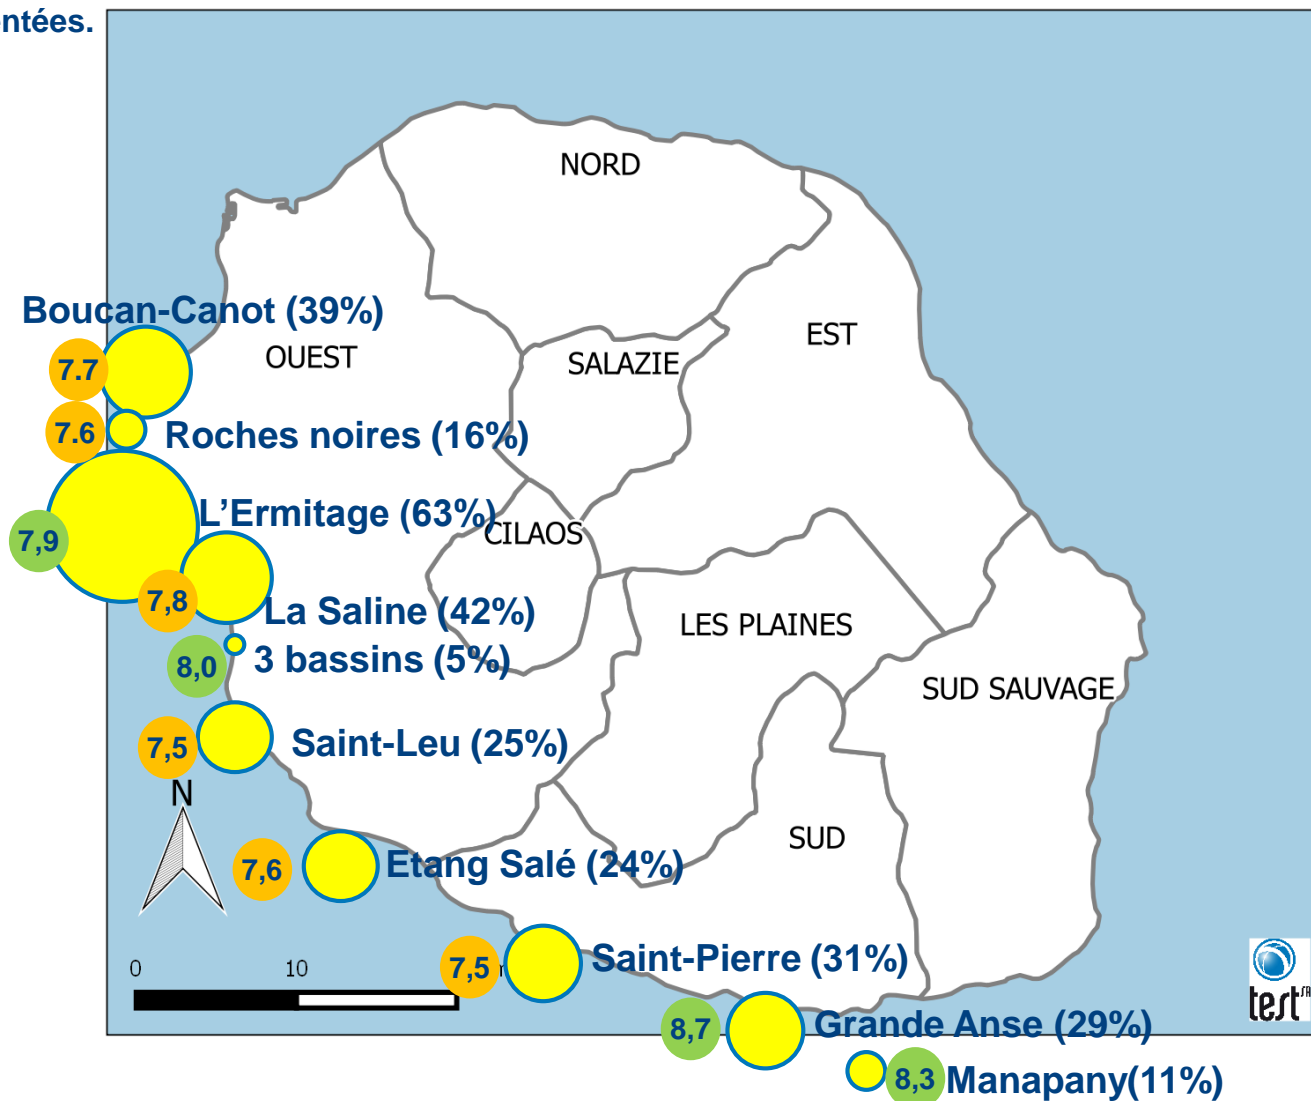 ntées.
NORD
Boucan-Canot (39%)
EST
OUEST
SALAZIE
7.7
7.6
Roches noires (16%)
L’Ermitage (63%)
CILAOS
7,9
7,8
La Saline (42%)
LES PLAINES
8,0
3 bassins (5%)
SUD SAUVAGE
7,5
Saint-Leu (25%)
N
SUD
7,6
Etang Salé (24%)
0
10
7,5
Saint-Pierre (31%)
test
8,7
Grande Anse (29%)
8,3
Manapany(11%)